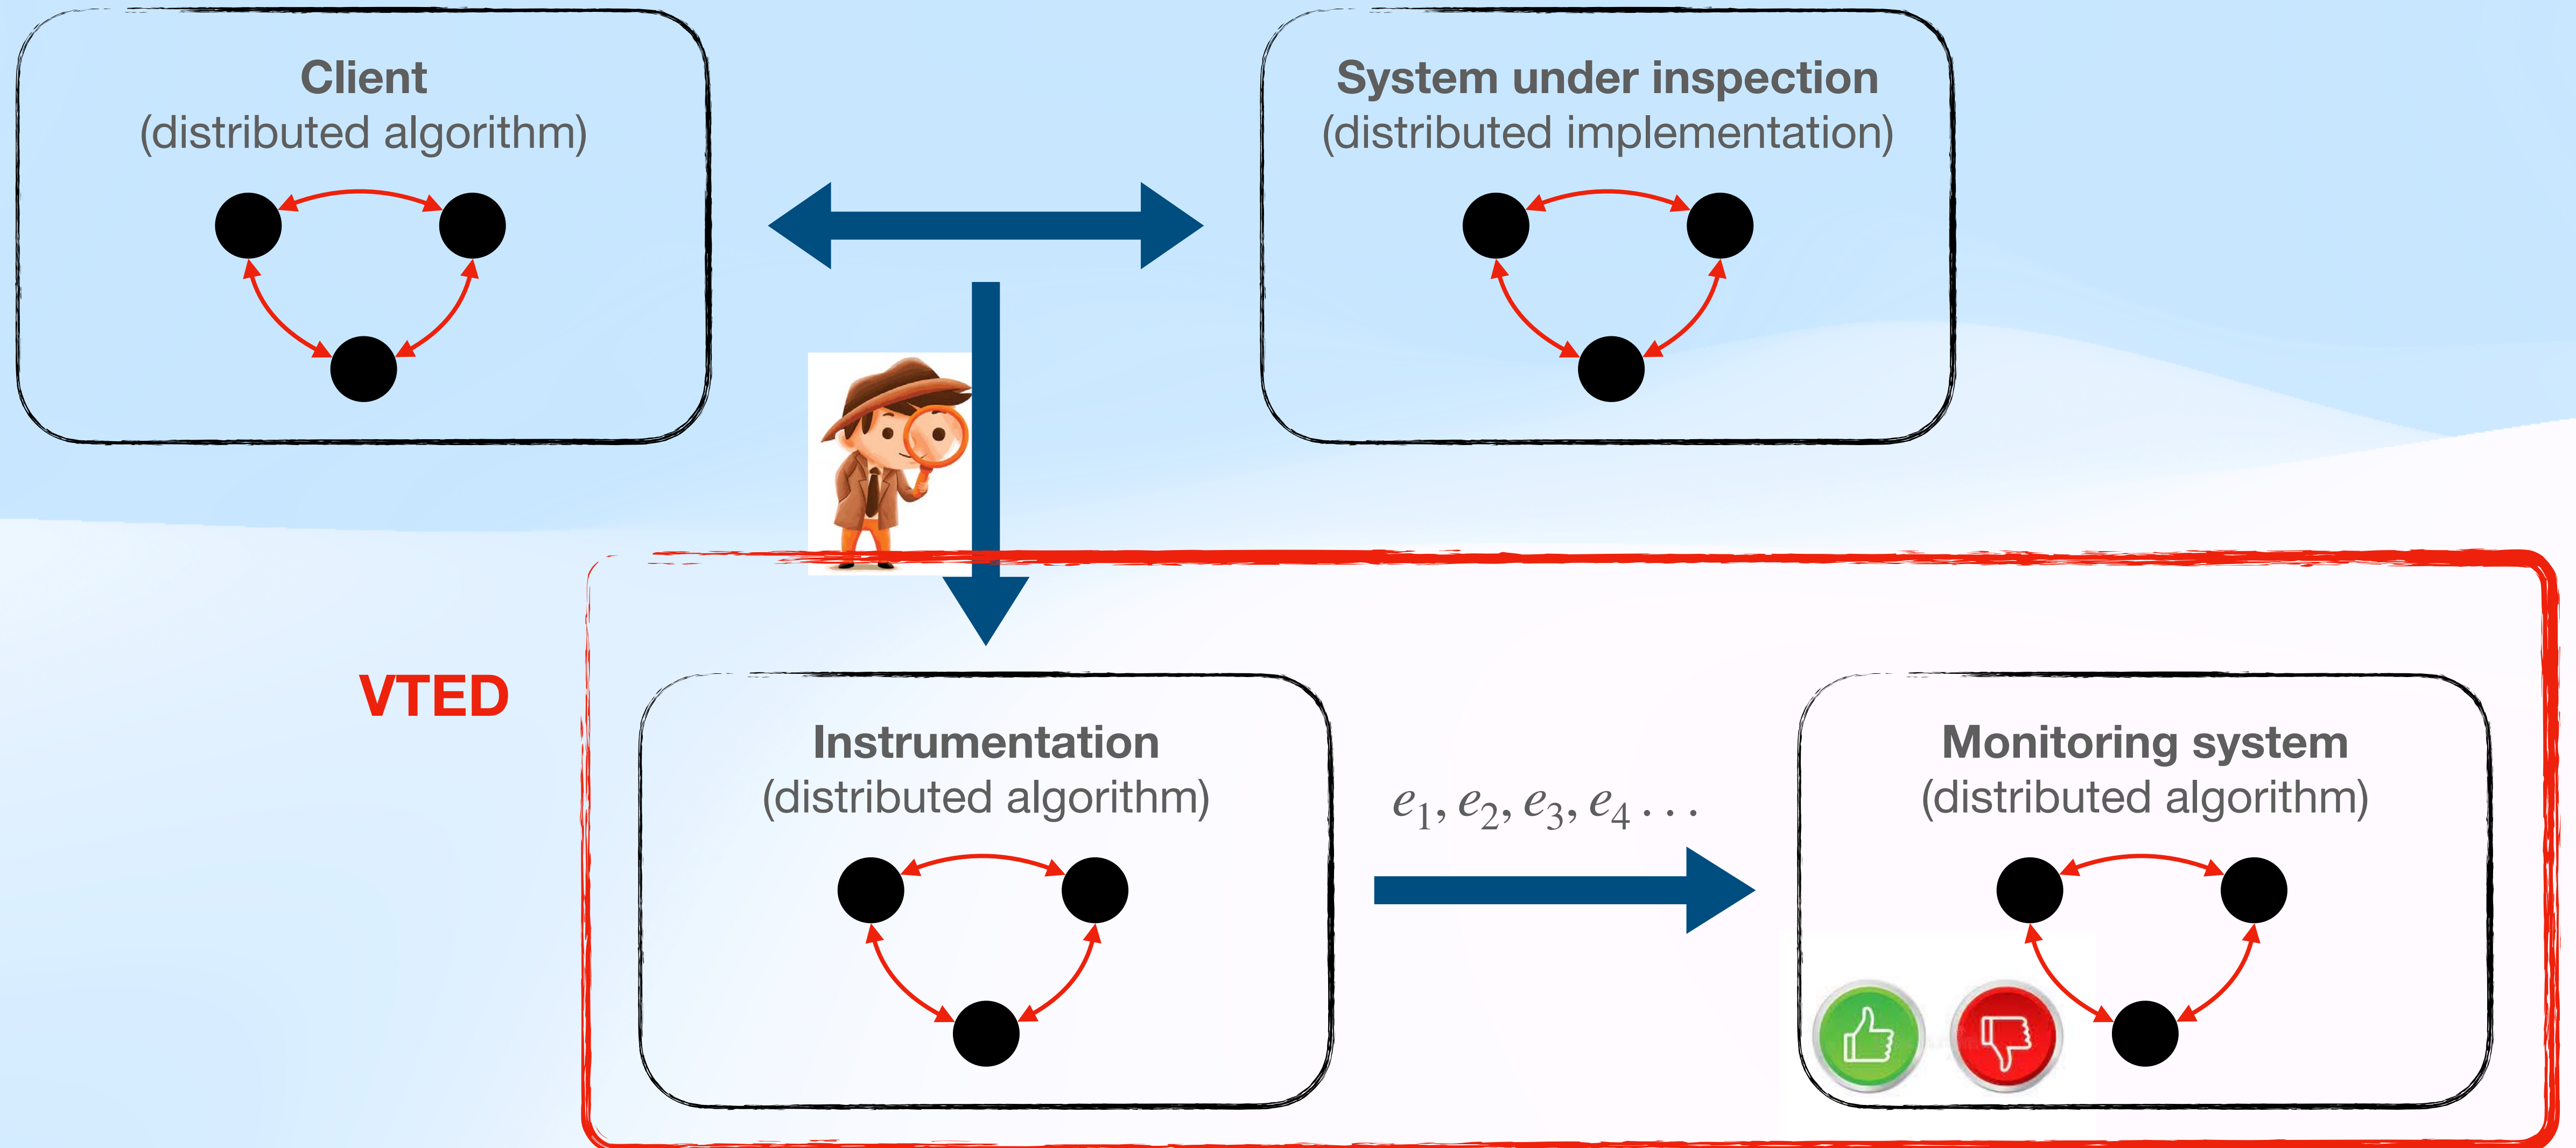 Client
(distributed algorithm)
System under inspection
(distributed implementation)
VTED
Instrumentation
(distributed algorithm)
e₁, e₂, e₃, e₄ . . .
Monitoring system
(distributed algorithm)